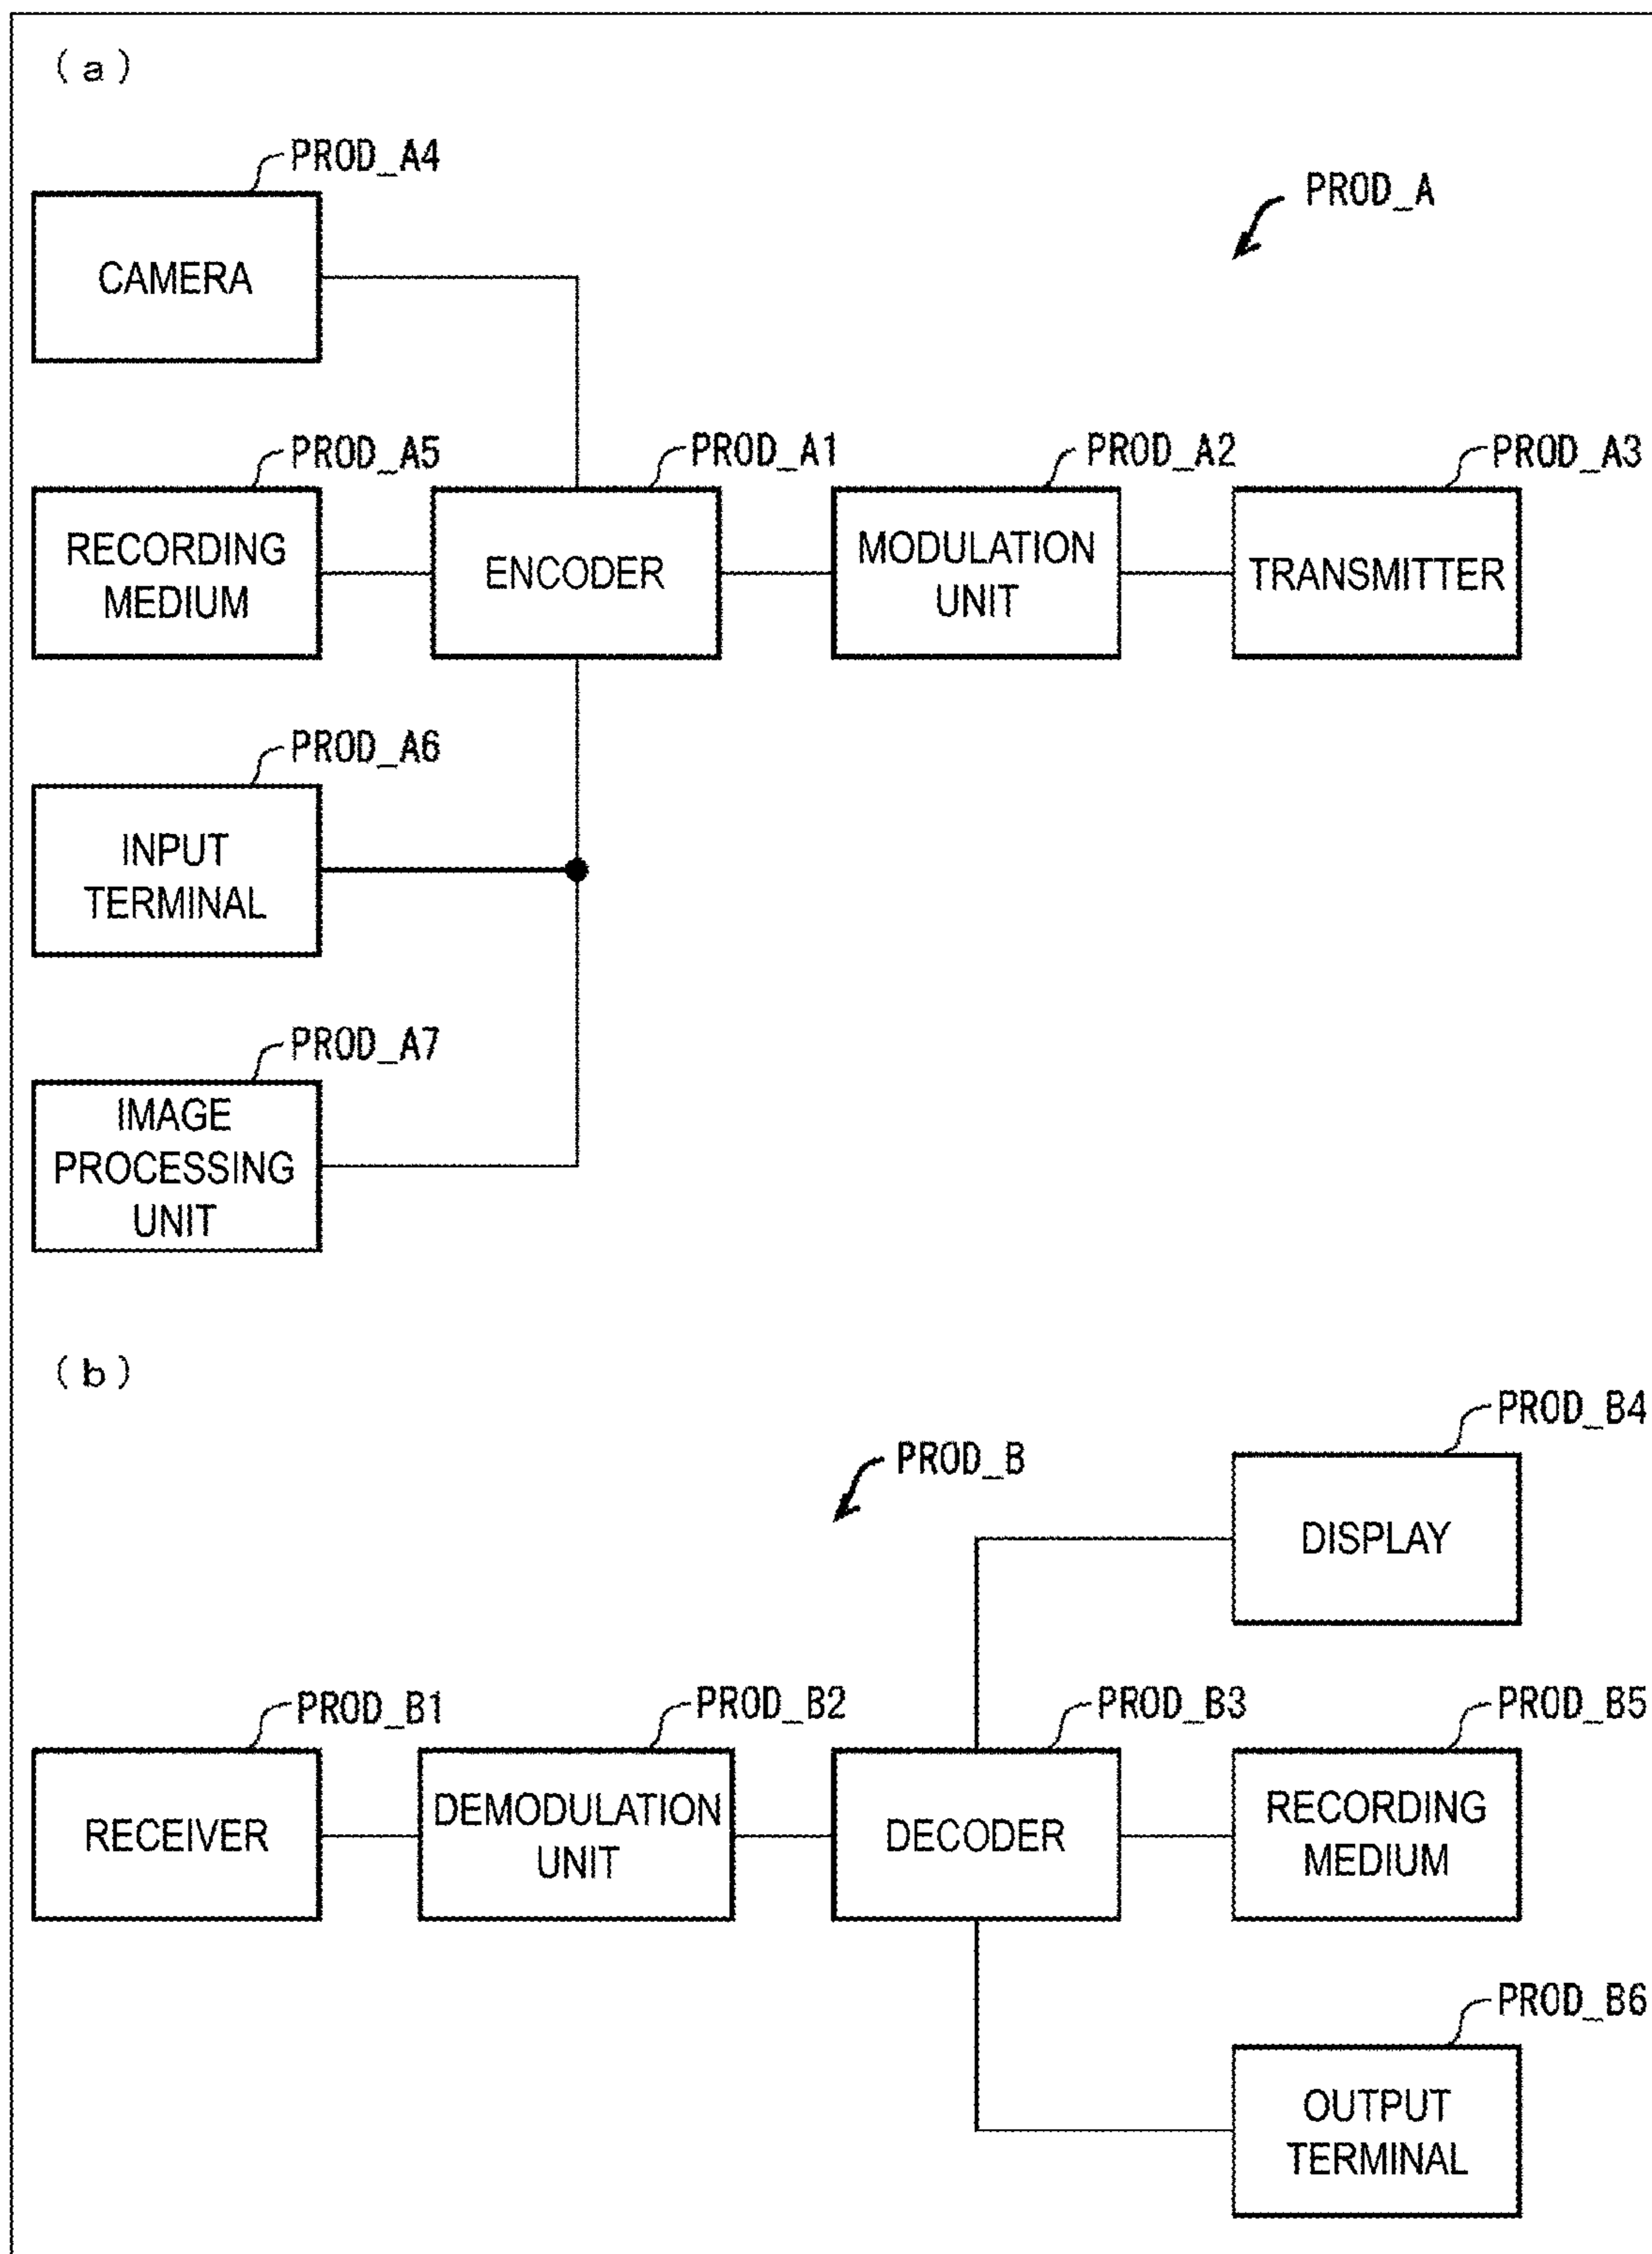 (a)
PROD_A4
PROD_A
CAMERA
PROD_A5
PROD_A1
PROD_A2
PROD_A3
RECORDING
MEDIUM
ENCODER
MODULATION
UNIT
TRANSMITTER
PROD_A6
INPUT
TERMINAL
PROD_A7
IMAGE
PROCESSING
UNIT
(b)
PROD_B4
PROD_B
DISPLAY
PROD_B1
PROD_B2
PROD_B3
PROD_B5
RECEIVER
DEMODULATION
UNIT
DECODER
RECORDING
MEDIUM
PROD_B6
OUTPUT
TERMINAL